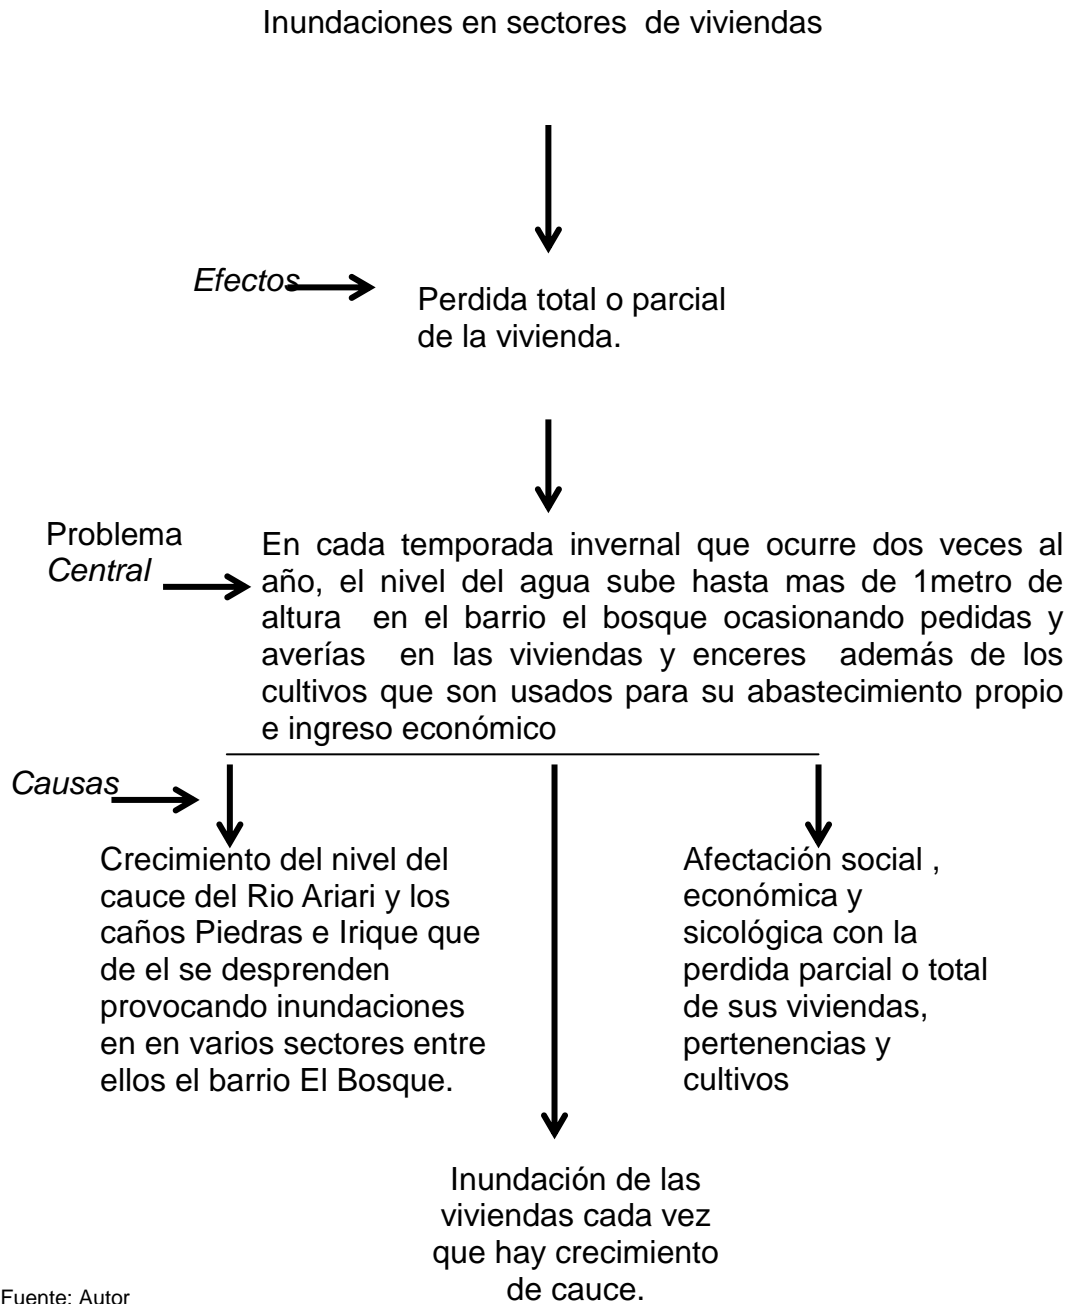 Inundaciones en sectores de viviendas
Efectos
Perdida total o parcial
de la vivienda.
Problema
Central
En cada temporada invernal que ocurre dos veces al
año, el nivel del agua sube hasta mas de 1metro de
altura en el barrio el bosque ocasionando pedidas y
averías en las viviendas y enceres además de los
cultivos que son usados para su abastecimiento propio
e ingreso económico
Causas
Crecimiento del nivel del
cauce del Rio Ariari y los
caños Piedras e Irique que
de el se desprenden
provocando inundaciones
en en varios sectores entre
ellos el barrio El Bosque.
Afectación social ,
económica y
sicológica con la
perdida parcial o total
de sus viviendas,
pertenencias y
cultivos
Inundación de las
viviendas cada vez
que hay crecimiento
de cauce.
Fuente: Autor